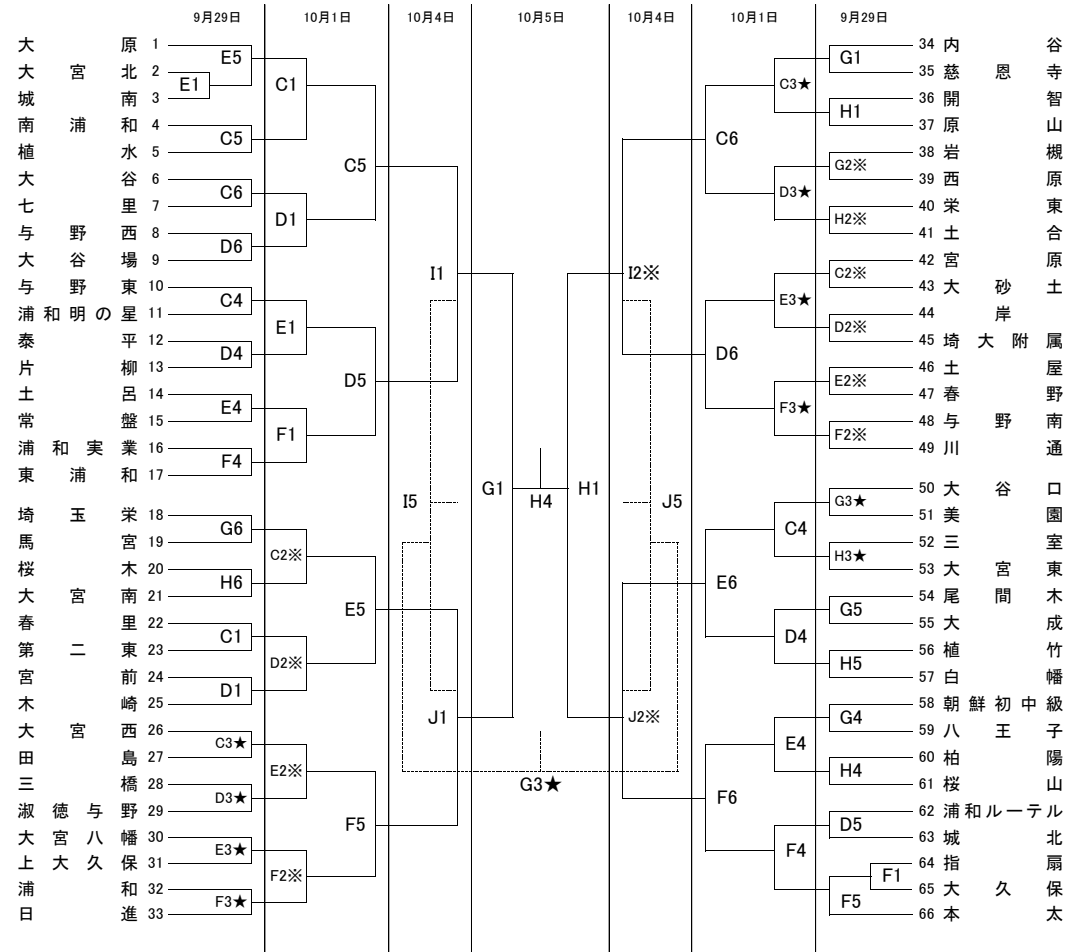 9月29日 10月1日 10月4日 10月5日 10月4日 10月1日 9月29日
大原 1
大宮北 2
城南 3
南浦和 4
植水 5
大谷 6
七里 7
与野西 8
大谷場 9
与野東 10
浦和明の星 11
泰平 12
片柳 13
土呂 14
常盤 15
浦和実業 16
東浦和 17
埼玉栄 18
馬宮 19
桜木 20
大宮南 21
春里 22
第二東 23
宮前 24
木崎 25
大宮西 26
田島 27
三橋 28
淑徳与野 29
大宮八幡 30
上大久保 31
浦和 32
日進 33
E5
E1
C5
C6
D6
C4
D4
E4
F4
G6
H6
C1
D1
C3★
D3★
E3★
F3★
C1
D1
E1
F1
C2※
D2※
E2※
F2※
C5
D5
E5
F5
I1
J1
I5
G1
H4
H1
G3★
J5
I2※
J2※
C6
D6
E6
F6
C3★
D3★
E3★
F3★
C4
D4
E4
F4
G1
H1
G2※
H2※
C2※
D2※
E2※
F2※
G3★
H3★
G5
H5
G4
H4
D5
F1
F5
34 内谷
35 慈恩寺
36 開智
37 原山
38 岩槻
39 西原
40 栄東
41 土合
42 宮原
43 大砂土
44 岸
45 埼大附属
46 土屋
47 春野
48 与野南
49 川通
50 大谷口
51 美園
52 三室
53 大宮東
54 尾間木
55 大成
56 植竹
57 白幡
58 朝鮮初中級
59 八王子
60 柏陽
61 桜山
62 浦和ルーテル
63 城北
64 指扇
65 大久保
66 本太